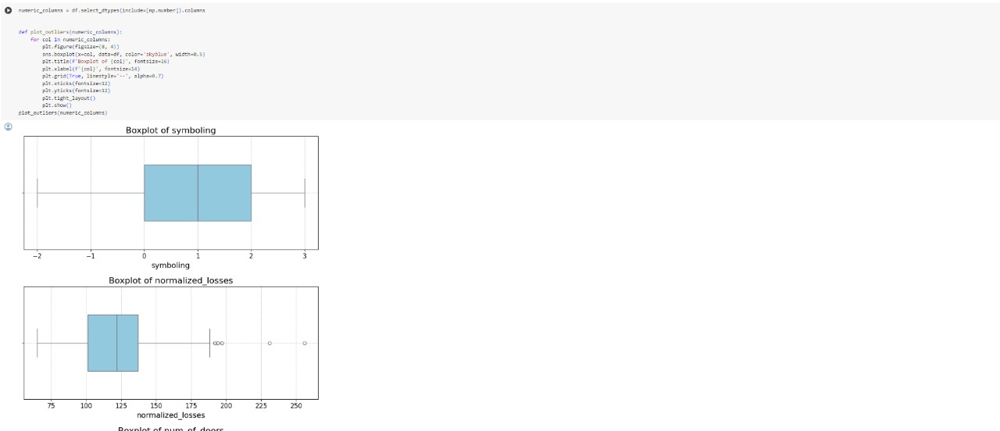 numeric_columns = df.select_dtypes(include=[np.number]).columns
def plot_outliers(numeric_columns):
for col in numeric_columns:
plt.figure(figsize=(8, 4))
sns.boxplot(x=col, data=df, color='skyblue', width=0.5)
plt.title(f'Boxplot of {col}', fontsize=16)
plt.xlabel(f'{col}', fontsize=14)
plt.grid(True, linestyle='--', alpha=0.7)
plt.xticks(fontsize=12)
plt.yticks(fontsize=12)
plt.tight_layout()
plt.show()
plot_outliers(numeric_columns)
Boxplot of symboling
−2 −1 0 1 2 3
symboling
Boxplot of normalized_losses
75 100 125 150 175 200 225 250
normalized_losses
Boxplot of num_of_doors